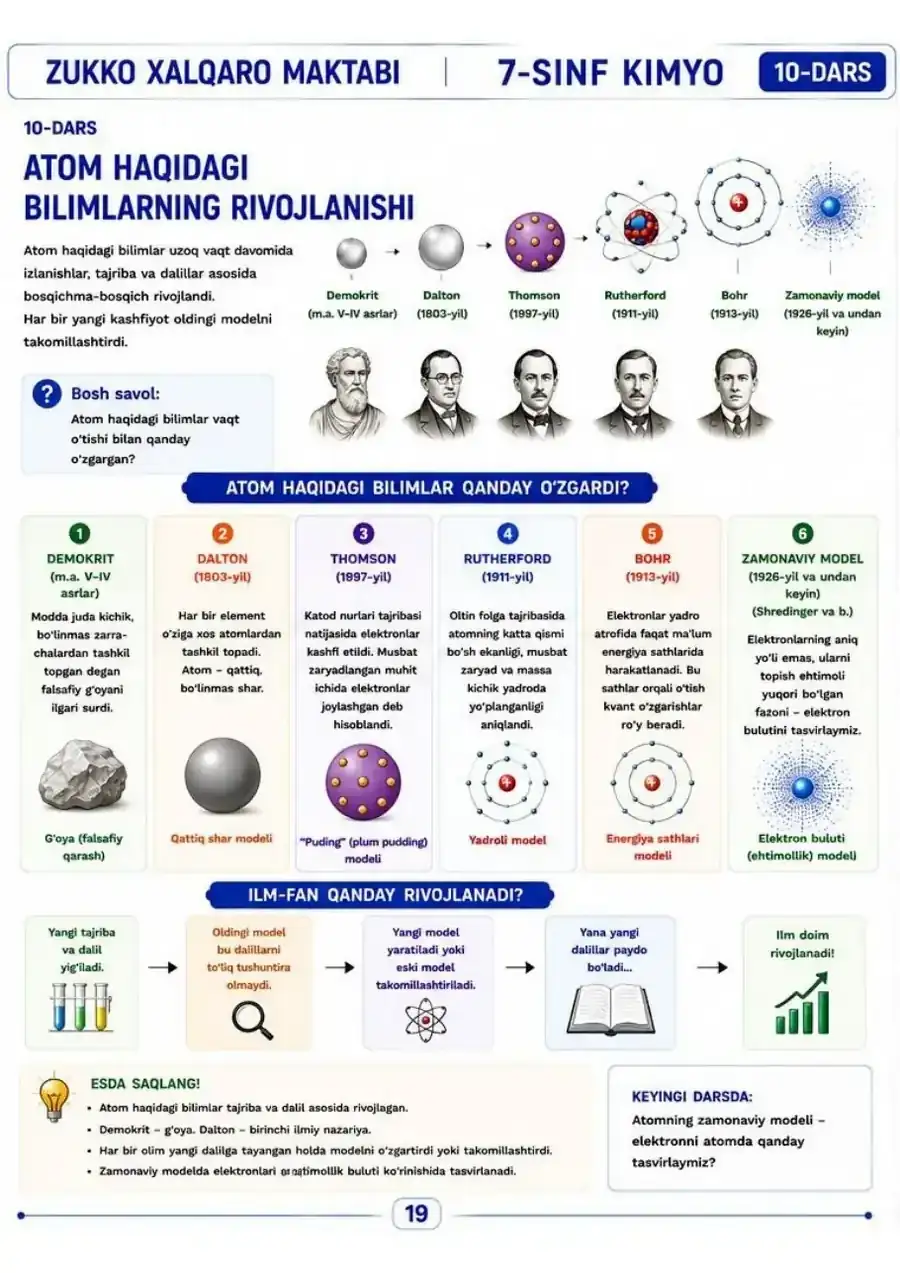 ZUKKO XALQARO MAKTABI | 7-SINF KIMYO 10-DARS
10-DARS
ATOM HAQIDAGI
BILIMLARNING RIVOJLANISHI
Atom haqidagi bilimlar uzoq vaqt davomida
izlanishlar, tajriba va dalillar asosida
bosqichma-bosqich rivojlandi.
Har bir yangi kashfiyot oldingi modelni
takomillashtirdi.
Demokrit
(m.a. V–IV asrlar)
Dalton
(1803-yil)
Thomson
(1997-yil)
Rutherford
(1911-yil)
Bohr
(1913-yil)
Zamonaviy model
(1926-yil va undan
keyin)
? Bosh savol:
Atom haqidagi bilimlar vaqt
o‘tishi bilan qanday
o‘zgargan?
ATOM HAQIDAGI BILIMLAR QANDAY O‘ZGARDI?
1
DEMOKRIT
(m.a. V–IV
asrlar)
Modda juda kichik,
bo‘linmas zarra-
chalardan tashkil
topgan degan
falsafiy g‘oyani
ilgari surdi.
G‘oya (falsafiy
qarash)
2
DALTON
(1803-yil)
Har bir element
o‘ziga xos atomlardan
tashkil topadi.
Atom – qattiq,
bo‘linmas shar.
Qattiq shar modeli
3
THOMSON
(1997-yil)
Katod nurlari tajribasi
natijasida elektronlar
kashf etildi. Musbat
zaryadlangan muhit
ichida elektronlar
joylashgan deb
hisoblandi.
“Puding” (plum pudding)
modeli
4
RUTHERFORD
(1911-yil)
Oltin folga tajribasida
atomning katta qismi
bo‘sh ekanligi, musbat
zaryad va massa
kichik yadroda
yo‘planganligi
aniqlandi.
Yadroli model
5
BOHR
(1913-yil)
Elektronlar yadro
atrofida faqat ma’lum
energiya sathlarida
harakatlanadi. Bu
sathlar orqali o‘tish
kvant o‘zgarishlar
ro‘y beradi.
Energiya sathlari
modeli
6
ZAMONAVIY MODEL
(1926-yil va undan
keyin)
(Shredinger va b.)
Elektronlarning aniq
yo‘li emas, ularni
topish ehtimoli
yuqori bo‘lgan
fazoni – elektron
bulutini tasvirlaymiz.
Elektron buluti
(ehtimollik) modeli
ILM-FAN QANDAY RIVOJLANADI?
Yangi tajriba
va dalil
yig‘iladi.
Oldingi model
bu dalillarni
to‘liq tushuntira
olmaydi.
Yangi model
yaratiladi yoki
eski model
takomillashtiriladi.
Yana yangi
dalillar paydo
bo‘ladi...
Ilm doim
rivojlanadi!
ESDA SAQLANG!
• Atom haqidagi bilimlar tajriba va dalil asosida rivojlagan.
• Demokrit – g‘oya. Dalton – birinchi ilmiy nazariya.
• Har bir olim yangi dalilga tayangan holda modelni o‘zgartirdi yoki takomillashtirdi.
• Zamonaviy modelda elektronlari buluti ko‘rinishida tasvirlanadi.
KEYINGI DARSDA:
Atomning zamonaviy modeli –
elektronni atomda qanday
tasvirlaymiz?
19